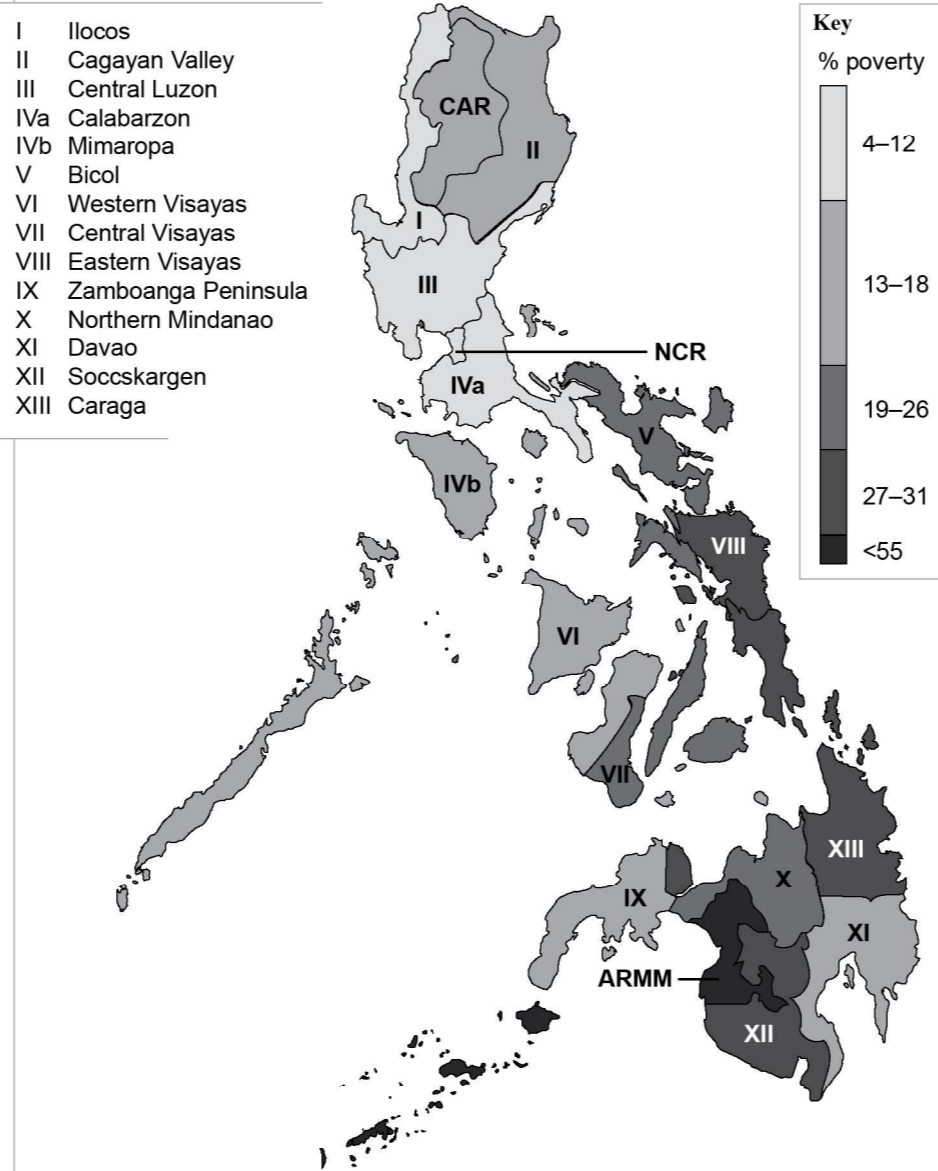 I Ilocos
II Cagayan Valley
III Central Luzon
IVa Calabarzon
IVb Mimaropa
V Bicol
VI Western Visayas
VII Central Visayas
VIII Eastern Visayas
IX Zamboanga Peninsula
X Northern Mindanao
XI Davao
XII Soccskargen
XIII Caraga
Key
% poverty
4–12
13–18
19–26
27–31
<55
CAR
II
I
III
NCR
IVa
V
IVb
VIII
VI
VII
XIII
X
IX
XI
ARMM
XII